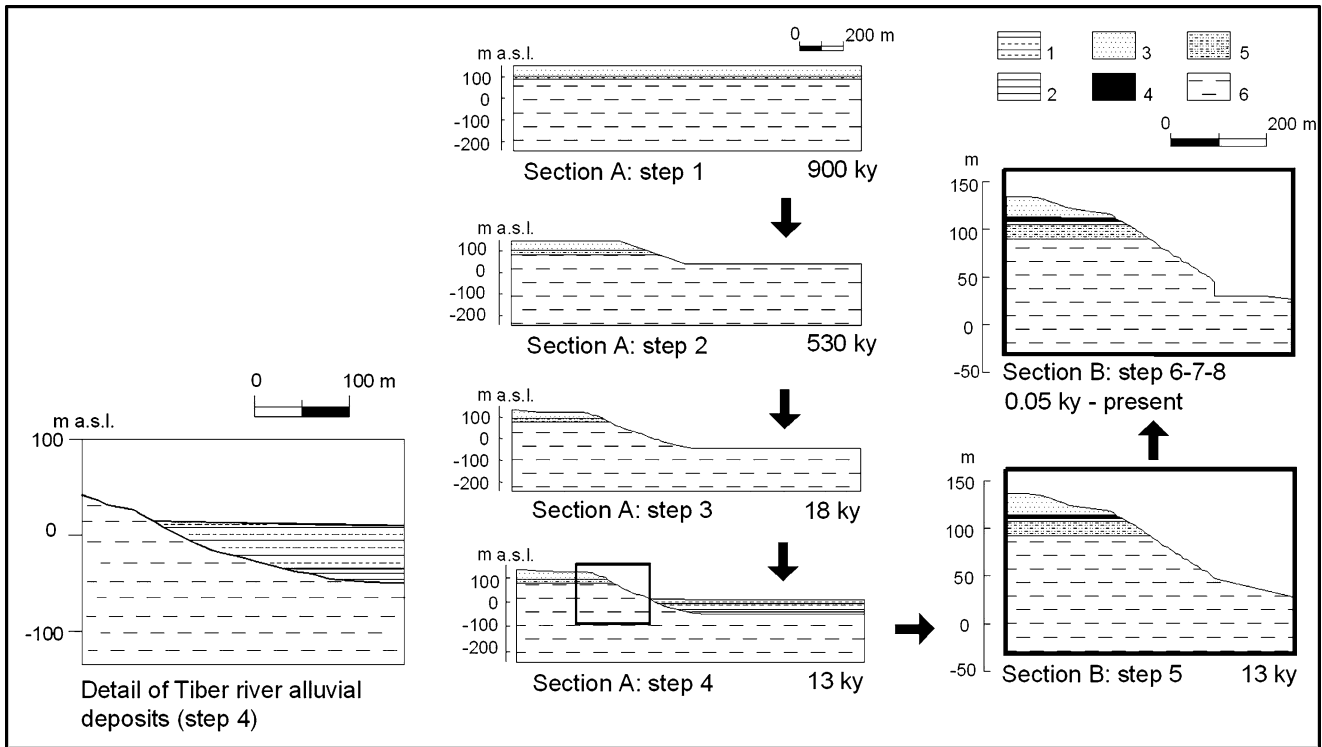 0 200 m
m a.s.l.
100
0
-100
-200
Section A: step 1 900 ky
m a.s.l.
100
0
-100
-200
Section A: step 2 530 ky
m a.s.l.
100
0
-100
-200
Section A: step 3 18 ky
m a.s.l.
100
0
-100
-200
Section A: step 4 13 ky
0 100 m
m a.s.l.
100
0
-100
Detail of Tiber river alluvial
deposits (step 4)
1 3 5
2 4 6
0 200 m
m
150
100
50
0
-50
Section B: step 6-7-8
0.05 ky - present
m
150
100
50
0
-50
Section B: step 5 13 ky